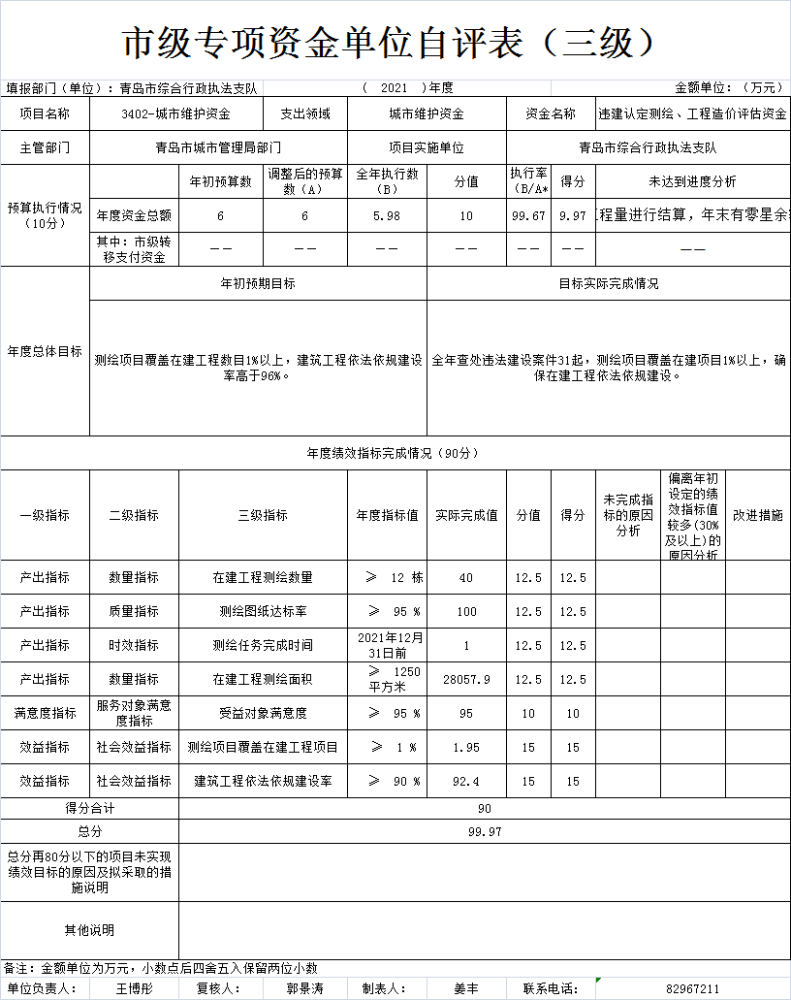 市级专项资金单位自评表（三级）
填报部门（单位）：青岛市综合行政执法支队 （ 2021 ）年度 金额单位：（万元）
项目名称 3402-城市维护资金 支出领域 城市维护资金 资金名称 违建认定测绘、工程造价评估资金
主管部门 青岛市城市管理局部门 项目实施单位 青岛市综合行政执法支队
预算执行情况（10分） 年初预算数 调整后的预算数（A） 全年执行数（B） 分值 执行率（B/A* 得分 未达到进度分析
年度资金总额 6 6 5.98 10 99.67 9.97 程量进行结算，年末有零星余
其中：市级转移支付资金 —— —— —— —— —— —— ——
年度总体目标 年初预期目标 目标实际完成情况
测绘项目覆盖在建工程数目1%以上，建筑工程依法依规建设率高于96%。 全年查处违法建设案件31起，测绘项目覆盖在建项目1%以上，确保在建工程依法依规建设。
年度绩效指标完成情况（90分）
一级指标 二级指标 三级指标 年度指标值 实际完成值 分值 得分 未完成指标的原因分析 偏离年初设定的绩效指标值较多(30%及以上)的原因分析 改进措施
产出指标 数量指标 在建工程测绘数量 ≥ 12 栋 40 12.5 12.5
产出指标 质量指标 测绘图纸达标率 ≥ 95 % 100 12.5 12.5
产出指标 时效指标 测绘任务完成时间 2021年12月31日前 1 12.5 12.5
产出指标 数量指标 在建工程测绘面积 ≥ 1250 平方米 28057.9 12.5 12.5
满意度指标 服务对象满意度指标 受益对象满意度 ≥ 95 % 95 10 10
效益指标 社会效益指标 测绘项目覆盖在建工程项目 ≥ 1 % 1.95 15 15
效益指标 社会效益指标 建筑工程依法依规建设率 ≥ 90 % 92.4 15 15
得分合计 90
总分 99.97
总分再80分以下的项目未实现绩效目标的原因及拟采取的措施说明
其他说明
备注：金额单位为万元，小数点后四舍五入保留两位小数
单位负责人： 王博彤 复核人： 郭景涛 制表人： 姜丰 联系电话： 82967211